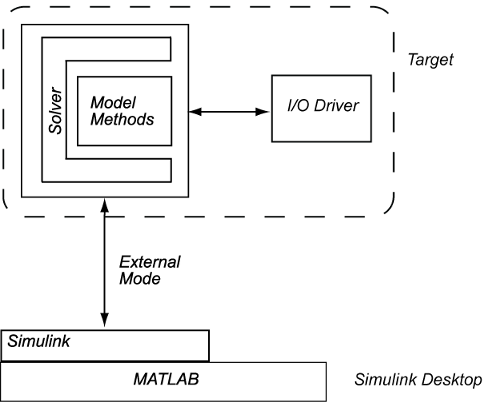 Target
Solver
Model
Methods
I/O Driver
External
Mode
Simulink
MATLAB
Simulink Desktop